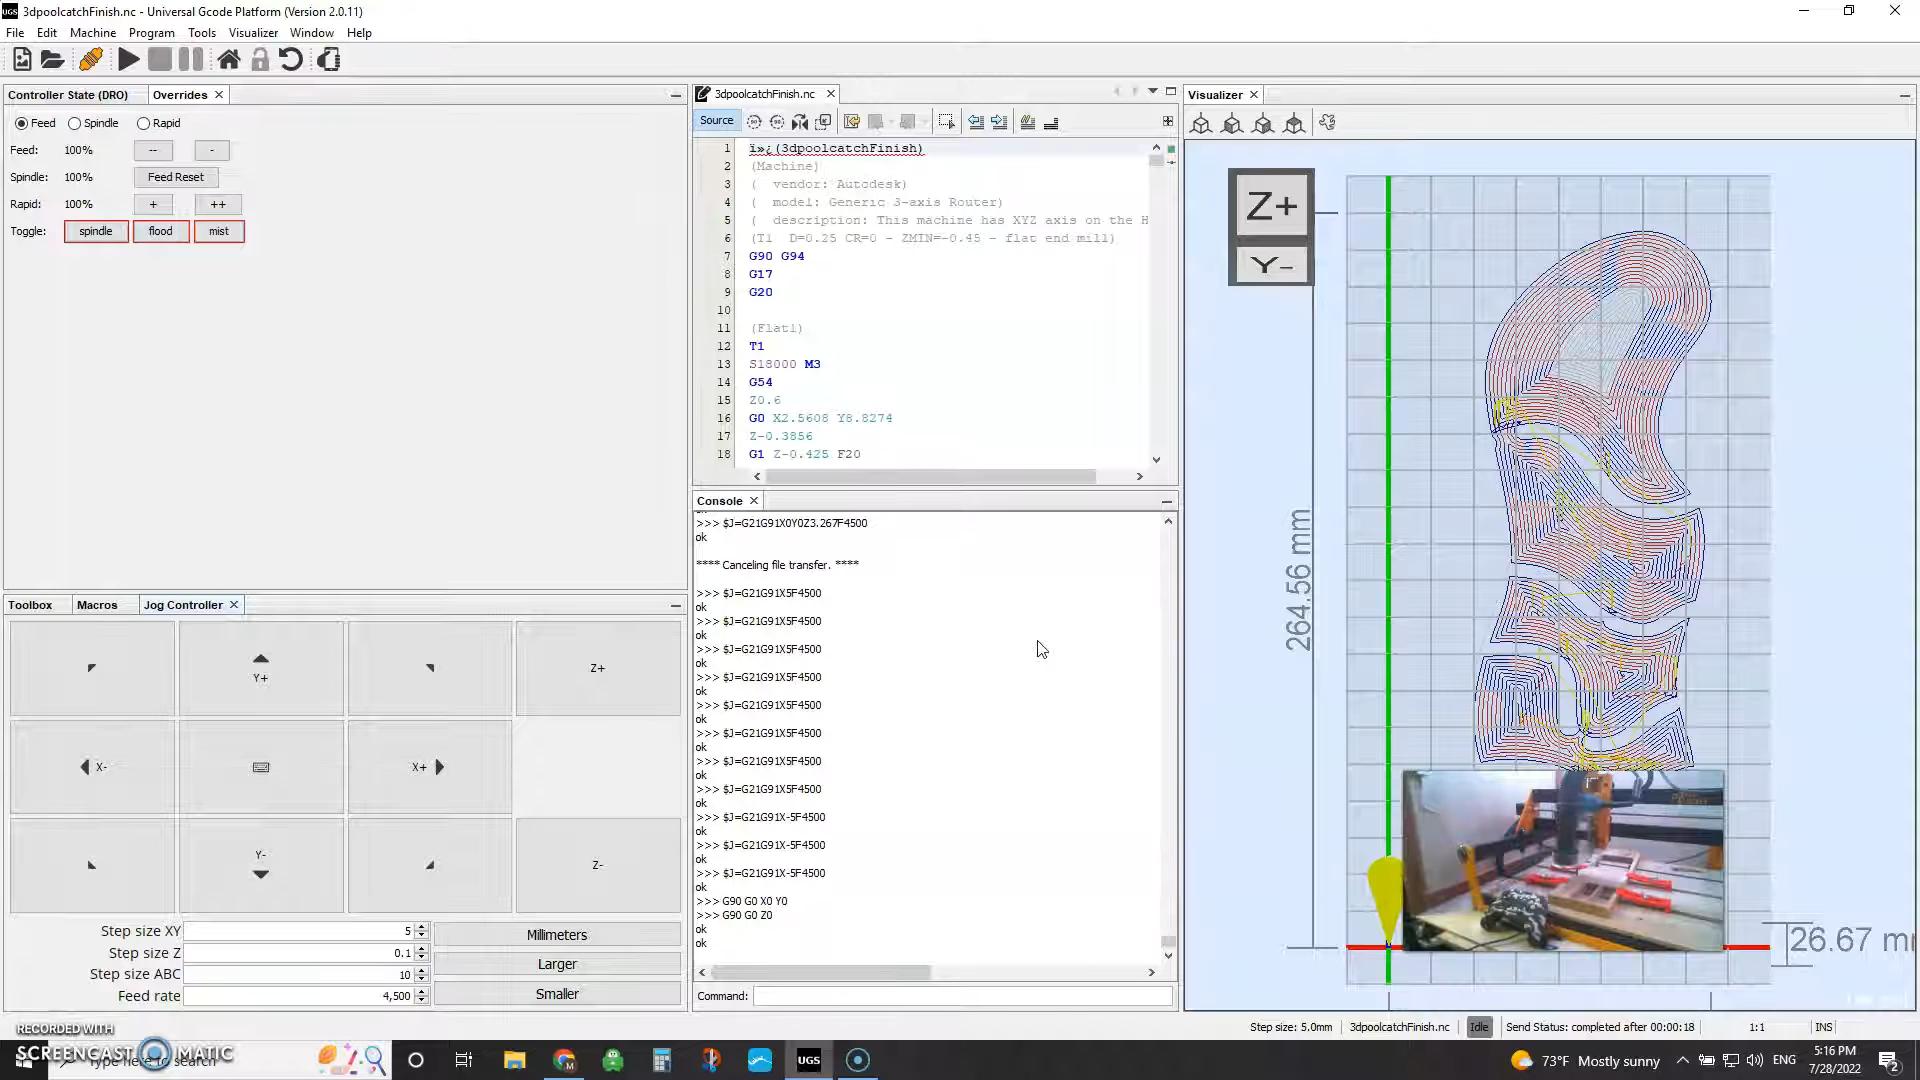 UGS 3dpoolcatchFinish.nc - Universal Gcode Platform (Version 2.0.11)
File Edit Machine Program Tools Visualizer Window Help
Controller State (DRO) Overrides
Feed Spindle Rapid
Feed: 100% -- -
Spindle: 100% Feed Reset
Rapid: 100% + ++
Toggle: spindle flood mist
3dpoolcatchFinish.nc
Source
1 ï»¿(3dpoolcatchFinish)
2 (Machine)
3 (  vendor: Autodesk)
4 (  model: Generic 3-axis Router)
5 (  description: This machine has XYZ axis on the H
6 (T1  D=0.25 CR=0 - ZMIN=-0.45 - flat end mill)
7 G90 G94
8 G17
9 G20
10
11 (Flat1)
12 T1
13 S18000 M3
14 G54
15 Z0.6
16 G0 X2.5608 Y8.8274
17 Z-0.3856
18 G1 Z-0.425 F20
Console
>>> $J=G21G91X0Y0Z3.267F4500
ok
**** Canceling file transfer. ****
>>> $J=G21G91X5F4500
ok
>>> $J=G21G91X5F4500
ok
>>> $J=G21G91X5F4500
ok
>>> $J=G21G91X5F4500
ok
>>> $J=G21G91X5F4500
ok
>>> $J=G21G91X5F4500
ok
>>> $J=G21G91X5F4500
ok
>>> $J=G21G91X5F4500
ok
>>> $J=G21G91X-5F4500
ok
>>> $J=G21G91X-5F4500
ok
>>> $J=G21G91X-5F4500
ok
>>> G90 G0 X0 Y0
>>> G90 G0 Z0
ok
ok
Command:
Visualizer
Z+
Y-
264.56 mm
26.67 m
Toolbox Macros Jog Controller
Y+ Z+
X- X+
Y- Z-
Step size XY 5 Millimeters
Step size Z 0.1
Larger
Step size ABC 10
Feed rate 4,500 Smaller
Step size: 5.0mm 3dpoolcatchFinish.nc Idle Send Status: completed after 00:00:18 1:1 INS
RECORDED WITH
SCREENCAST MATIC
Type here to search
UGS
73°F Mostly sunny ENG 5:16 PM
7/28/2022
2